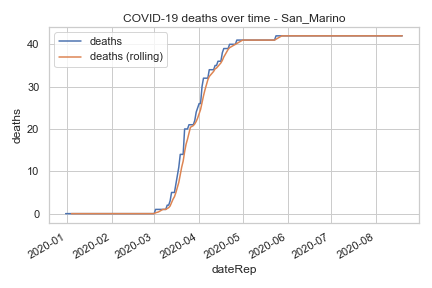 COVID-19 deaths over time - San_Marino
deaths
deaths (rolling)
40
30
20
10
0
deaths
2020-01
2020-02
2020-03
2020-04
2020-05
2020-06
2020-07
2020-08
dateRep